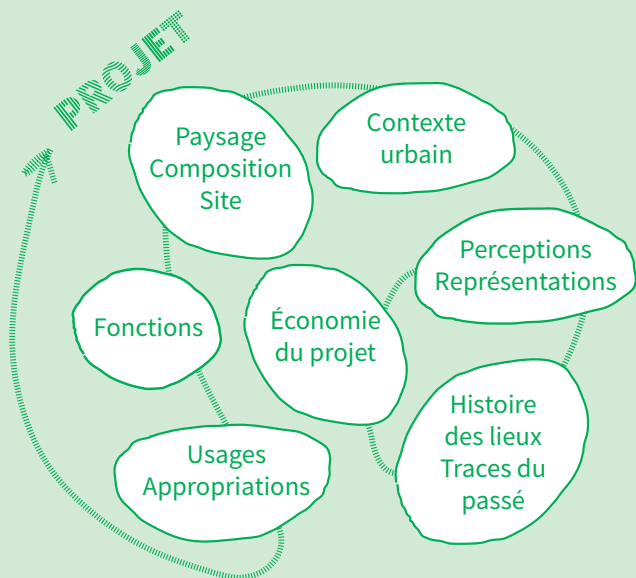 PROJET
Paysage
Composition
Site
Contexte
urbain
Perceptions
Représentations
Fonctions
Économie
du projet
Histoire
des lieux
Traces du
passé
Usages
Appropriations